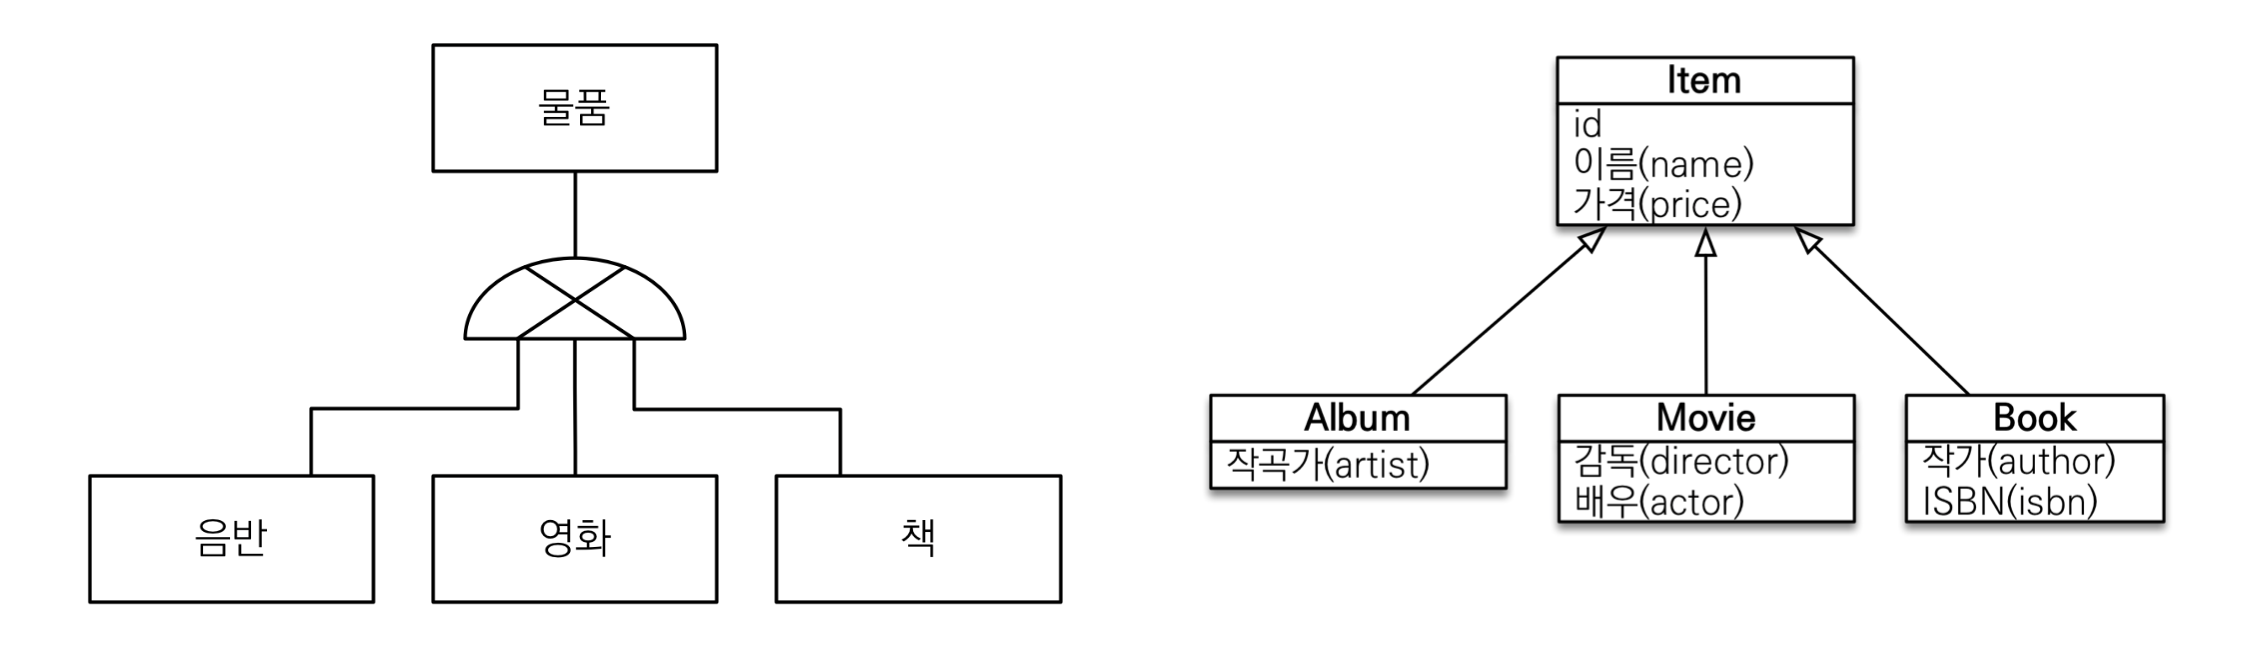 물품
음반
영화
책
Item
id
이름(name)
가격(price)
Album
작곡가(artist)
Movie
감독(director)
배우(actor)
Book
작가(author)
ISBN(isbn)